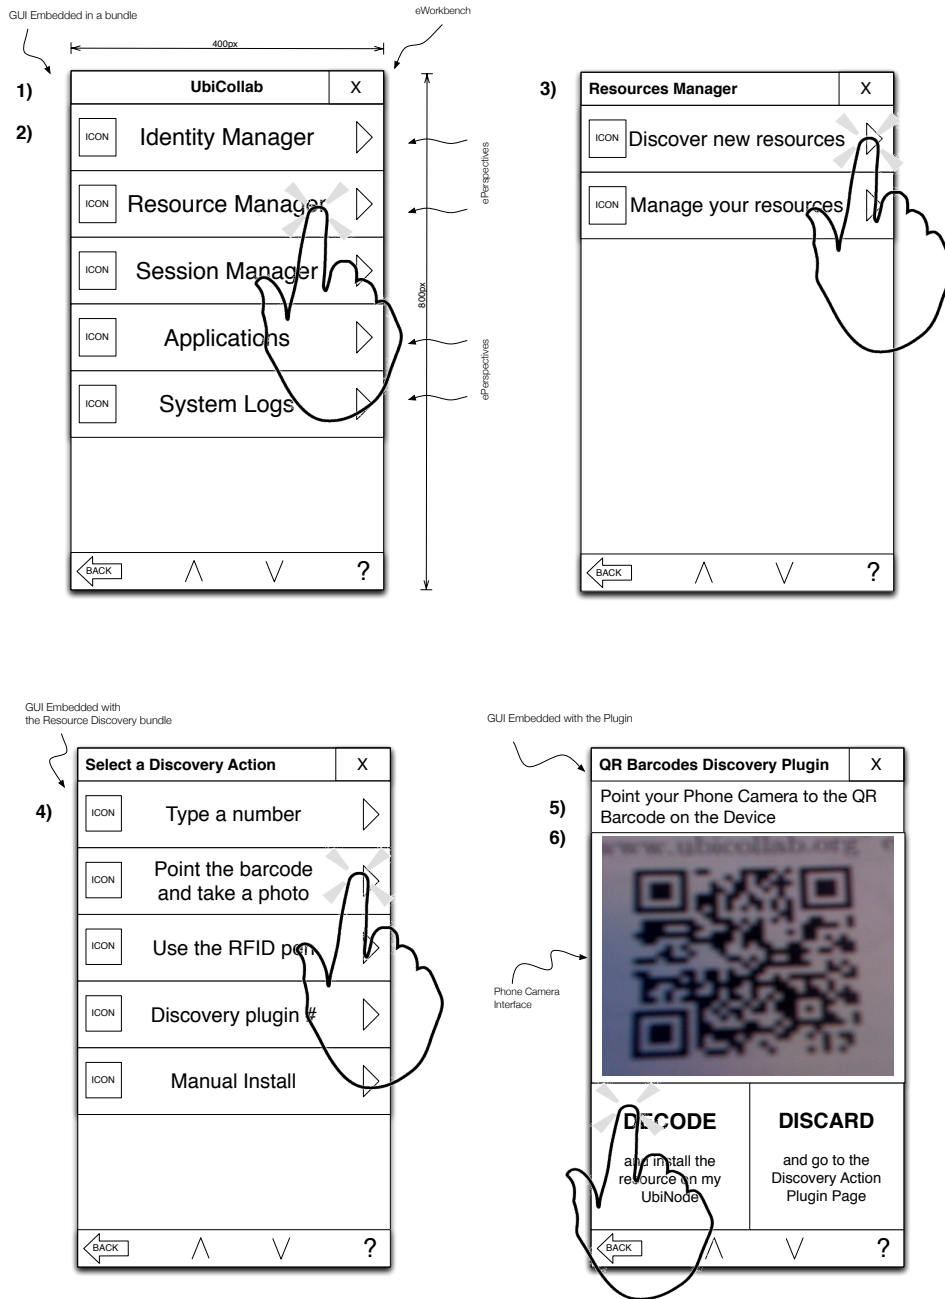 GUI Embedded in a bundle
eWorkbench
400px
1)
UbiCollab
X
2)
ICON
Identity Manager
ICON
Resource Manager
ICON
Session Manager
ICON
Applications
ICON
System Logs
BACK
?
ePerspectives
ePerspectives
800px
3)
Resources Manager
X
ICON
Discover new resources
ICON
Manage your resources
BACK
?
GUI Embedded with
the Resource Discovery bundle
Select a Discovery Action
X
4)
ICON
Type a number
ICON
Point the barcode
and take a photo
ICON
Use the RFID pen
ICON
Discovery plugin #
ICON
Manual Install
BACK
?
GUI Embedded with the Plugin
QR Barcodes Discovery Plugin
X
5)
Point your Phone Camera to the QR
Barcode on the Device
6)
www.ubicollab.org
Phone Camera
Interface
DECODE
and install the
resource on my
UbiNode
DISCARD
and go to the
Discovery Action
Plugin Page
BACK
?